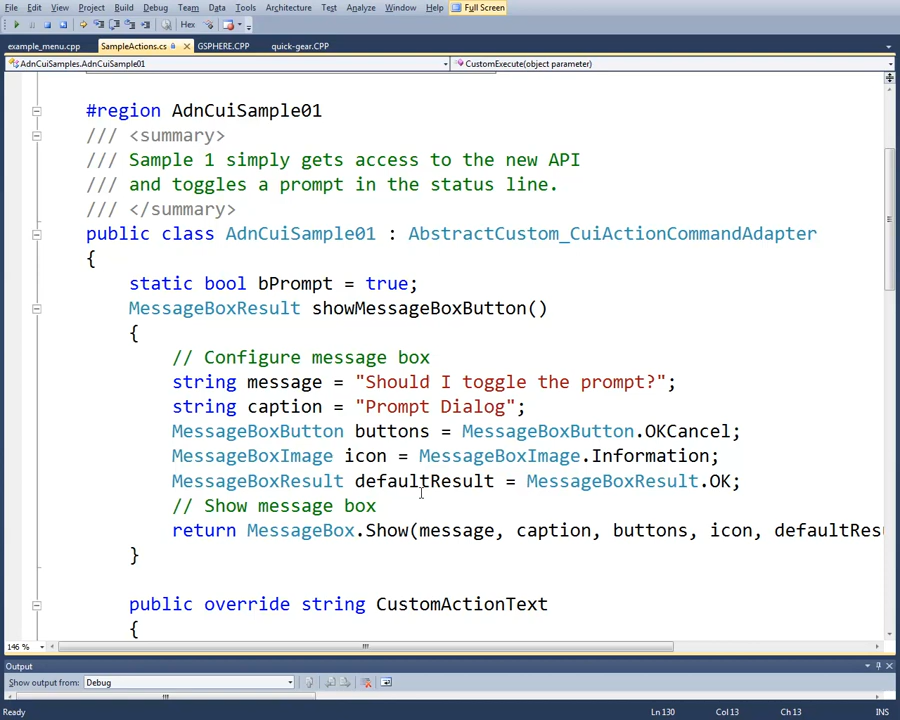 File Edit View Project Build Debug Team Data Tools Architecture Test Analyze Window Help Full Screen
Hex
example_menu.cpp SampleActions.cs GSPHERE.CPP quick-gear.CPP
AdnCuiSamples.AdnCuiSample01 CustomExecute(object parameter)
#region AdnCuiSample01
/// <summary>
/// Sample 1 simply gets access to the new API
/// and toggles a prompt in the status line.
/// </summary>
public class AdnCuiSample01 : AbstractCustom_CuiActionCommandAdapter
{
static bool bPrompt = true;
MessageBoxResult showMessageBoxButton()
{
// Configure message box
string message = "Should I toggle the prompt?";
string caption = "Prompt Dialog";
MessageBoxButton buttons = MessageBoxButton.OKCancel;
MessageBoxImage icon = MessageBoxImage.Information;
MessageBoxResult defaultResult = MessageBoxResult.OK;
// Show message box
return MessageBox.Show(message, caption, buttons, icon, defaultResu
}
public override string CustomActionText
{
146 %
Output
Show output from: Debug
Ready Ln 130 Col 13 Ch 13 INS